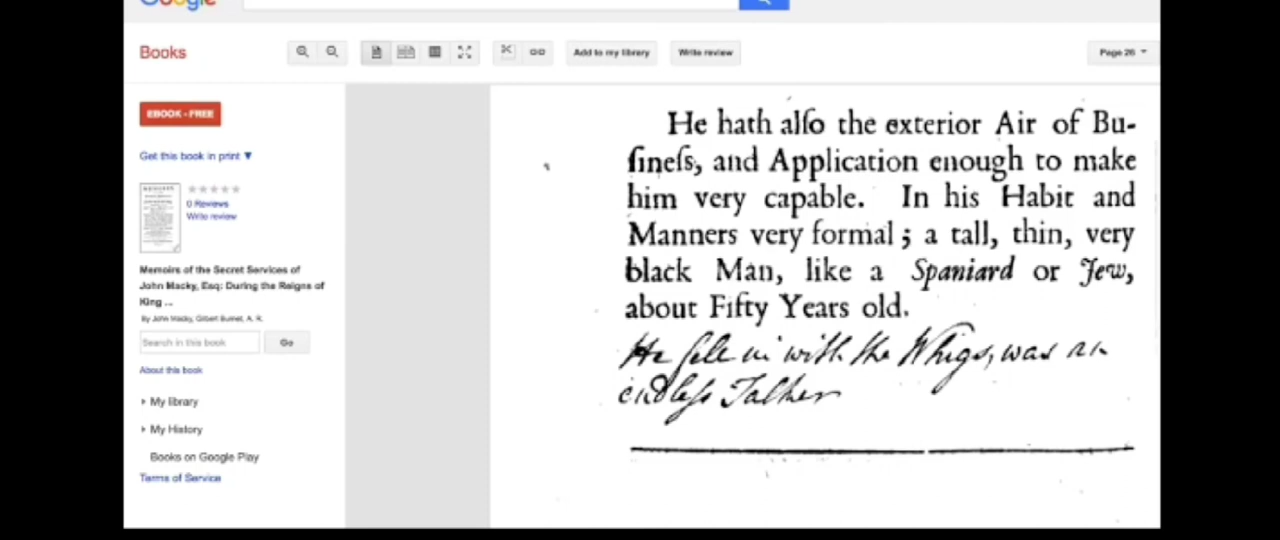 Google
Books
Add to my library
Write review
Page 26
EBOOK - FREE
Get this book in print ▼
0 Reviews
Write review
Memoirs of the Secret Services of
John Macky, Esq: During the Reigns of
King ...
By John Macky, Gilbert Burnet, A. R.
Search in this book
Go
About this book
My library
My History
Books on Google Play
Terms of Service
He hath alſo the exterior Air of Bu-
ſineſs, and Application enough to make
him very capable. In his Habit and
Manners very formal; a tall, thin, very
black Man, like a Spaniard or Jew,
about Fifty Years old.
He fell in with the Whigs, was an
endleſs Talker